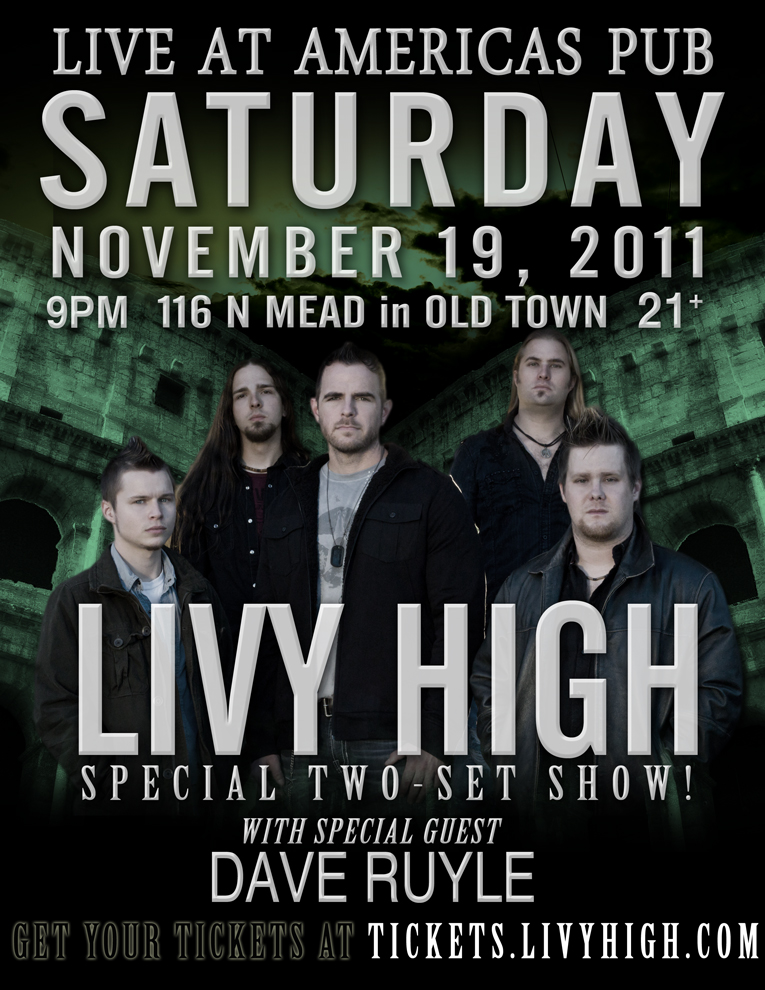 LIVE AT AMERICAS PUB
SATURDAY
NOVEMBER 19, 2011
9PM 116 N MEAD in OLD TOWN 21+
LIVY HIGH
SPECIAL TWO-SET SHOW!
WITH SPECIAL GUEST
DAVE RUYLE
GET YOUR TICKETS AT TICKETS.LIVYHIGH.COM